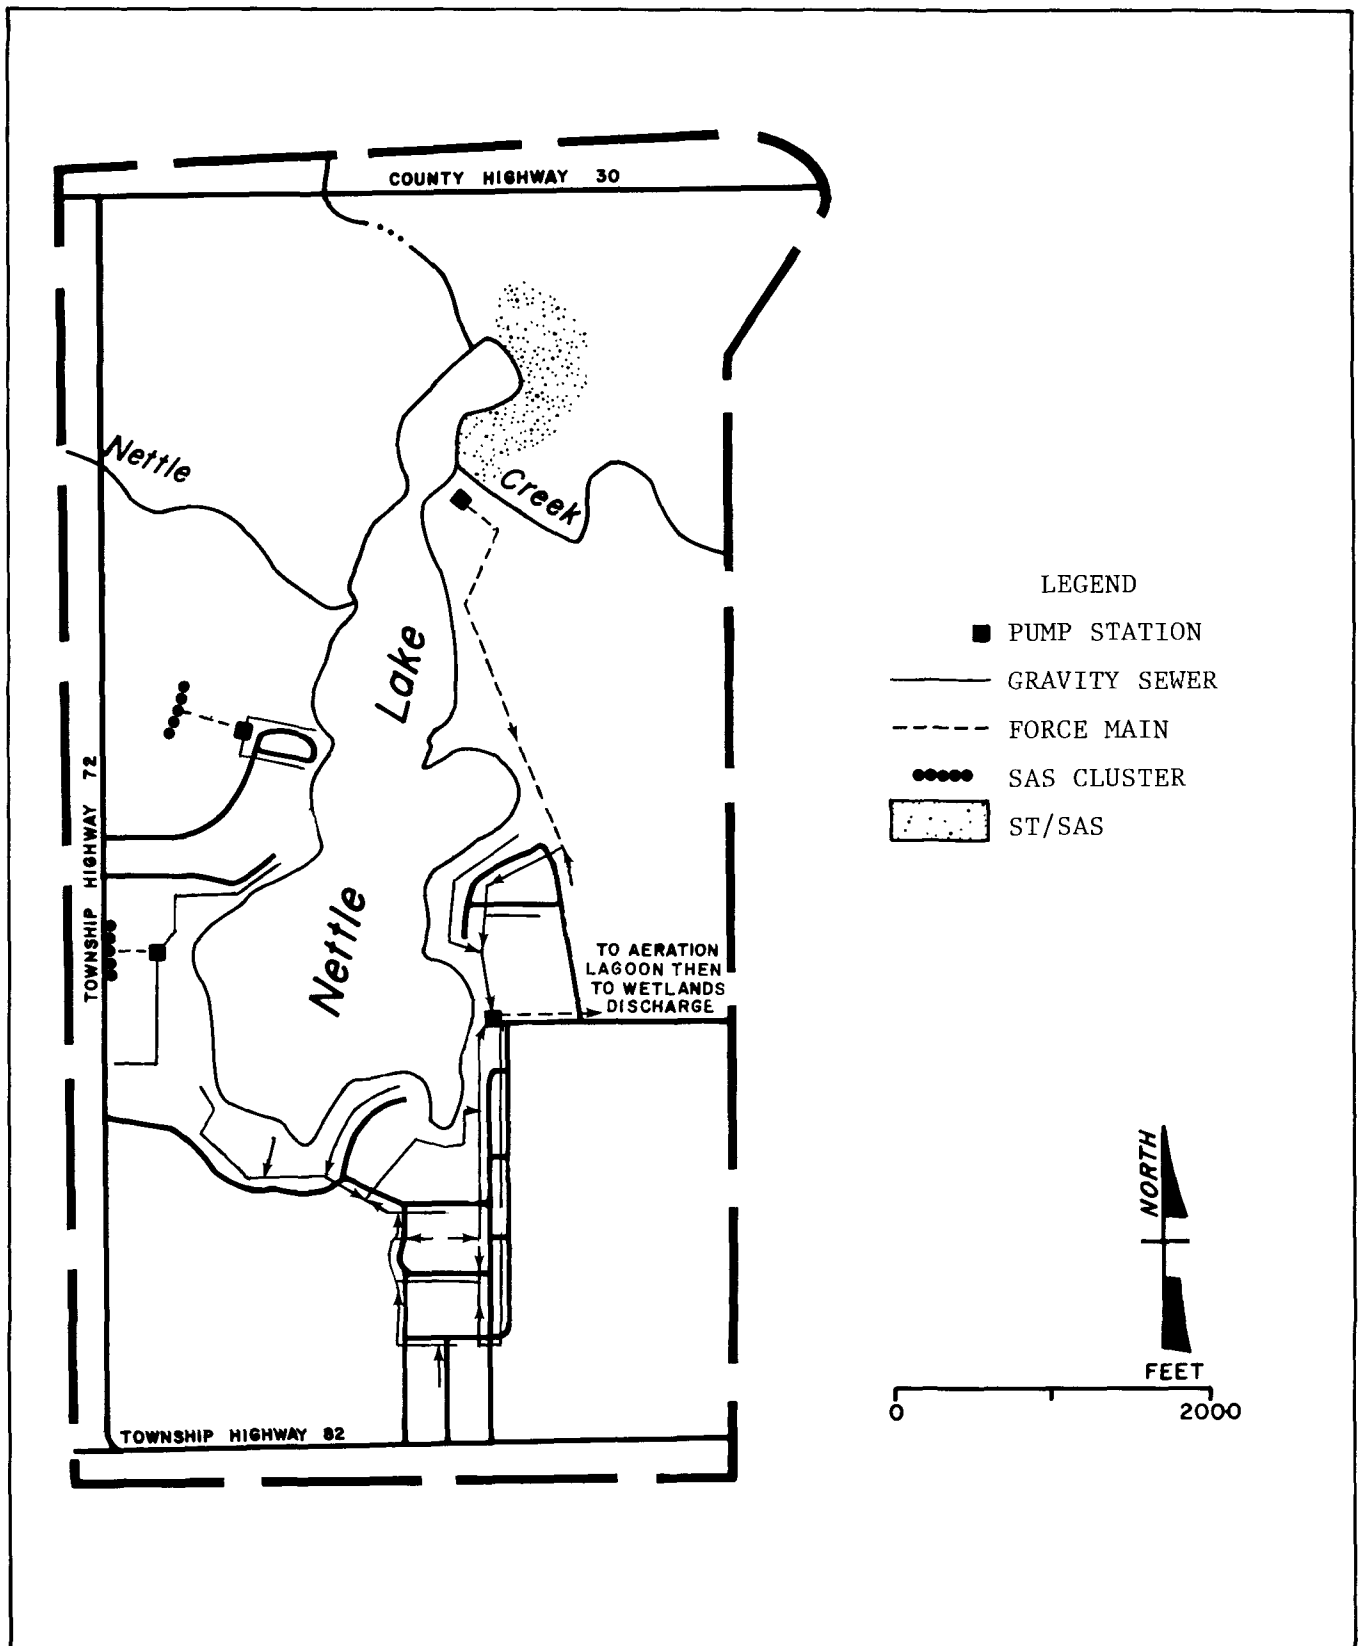 COUNTY HIGHWAY 30
Nettle
Creek
Lake
Nettle
TOWNSHIP HIGHWAY 72
TO AERATION
LAGOON THEN
TO WETLANDS
DISCHARGE
TOWNSHIP HIGHWAY 82
LEGEND
PUMP STATION
GRAVITY SEWER
FORCE MAIN
SAS CLUSTER
ST/SAS
NORTH
FEET
0 2000